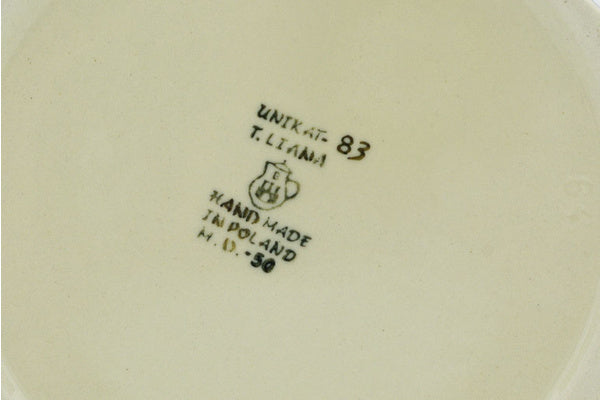 UNIKAT- 83
T. LIANA
B
HAND MADE
IN POLAND
M. D. -50